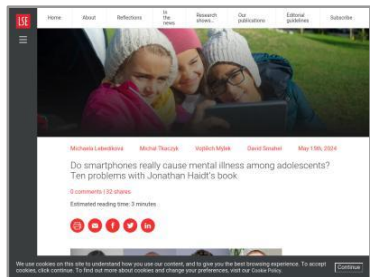 LSE
Home
About
Reflections
In the news
Research shows...
Our publications
Editorial guidelines
Subscribe
Michaela Lebedíková Michał Tkaczyk Vojtěch Mýlek David Smahel May 15th, 2024
Do smartphones really cause mental illness among adolescents?
Ten problems with Jonathan Haidt's book
0 comments | 32 shares
Estimated reading time: 3 minutes
We use cookies on this site to understand how you use our content, and to give you the best browsing experience. To accept
cookies, click continue. To find out more about cookies and change your preferences, visit our Cookie Policy.
Continue